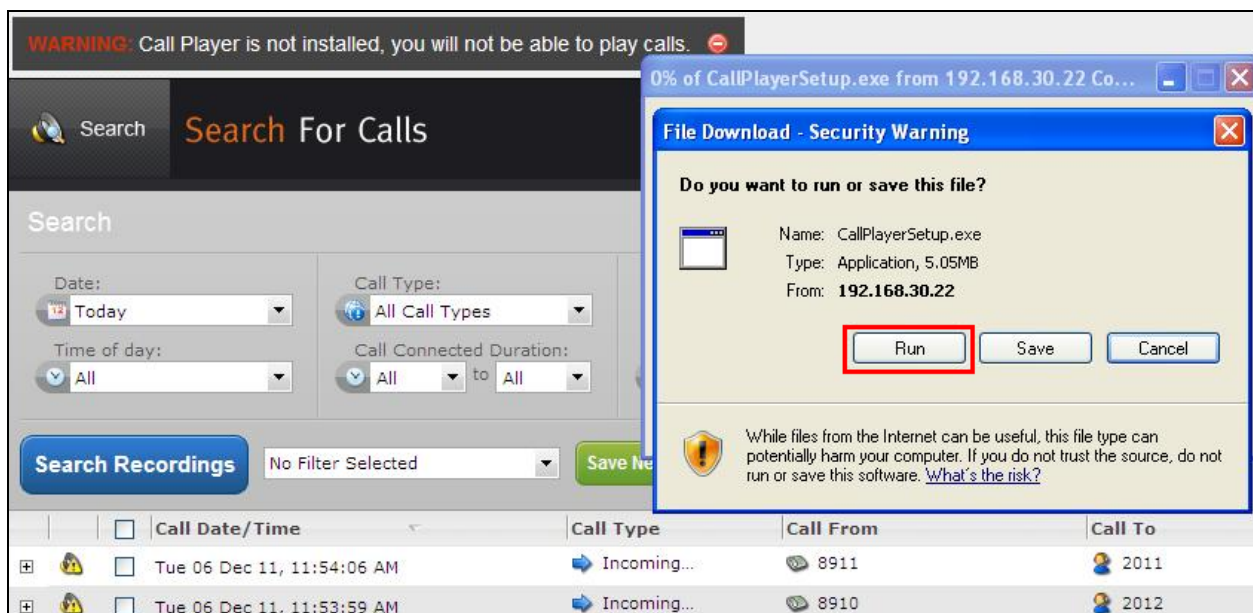 WARNING: Call Player is not installed, you will not be able to play calls.
0% of CallPlayerSetup.exe from 192.168.30.22 Co...
Search
Search For Calls
File Download - Security Warning
Do you want to run or save this file?
Name: CallPlayerSetup.exe
Type: Application, 5.05MB
From: 192.168.30.22
Run Save Cancel
While files from the Internet can be useful, this file type can
potentially harm your computer. If you do not trust the source, do not
run or save this software. What's the risk?
Search
Date: Call Type:
12 Today All Call Types
Time of day: Call Connected Duration:
All All to All
Search Recordings No Filter Selected Save Ne
Call Date/Time Call Type Call From Call To
Tue 06 Dec 11, 11:54:06 AM Incoming... 8911 2011
Tue 06 Dec 11, 11:53:59 AM Incoming... 8910 2012